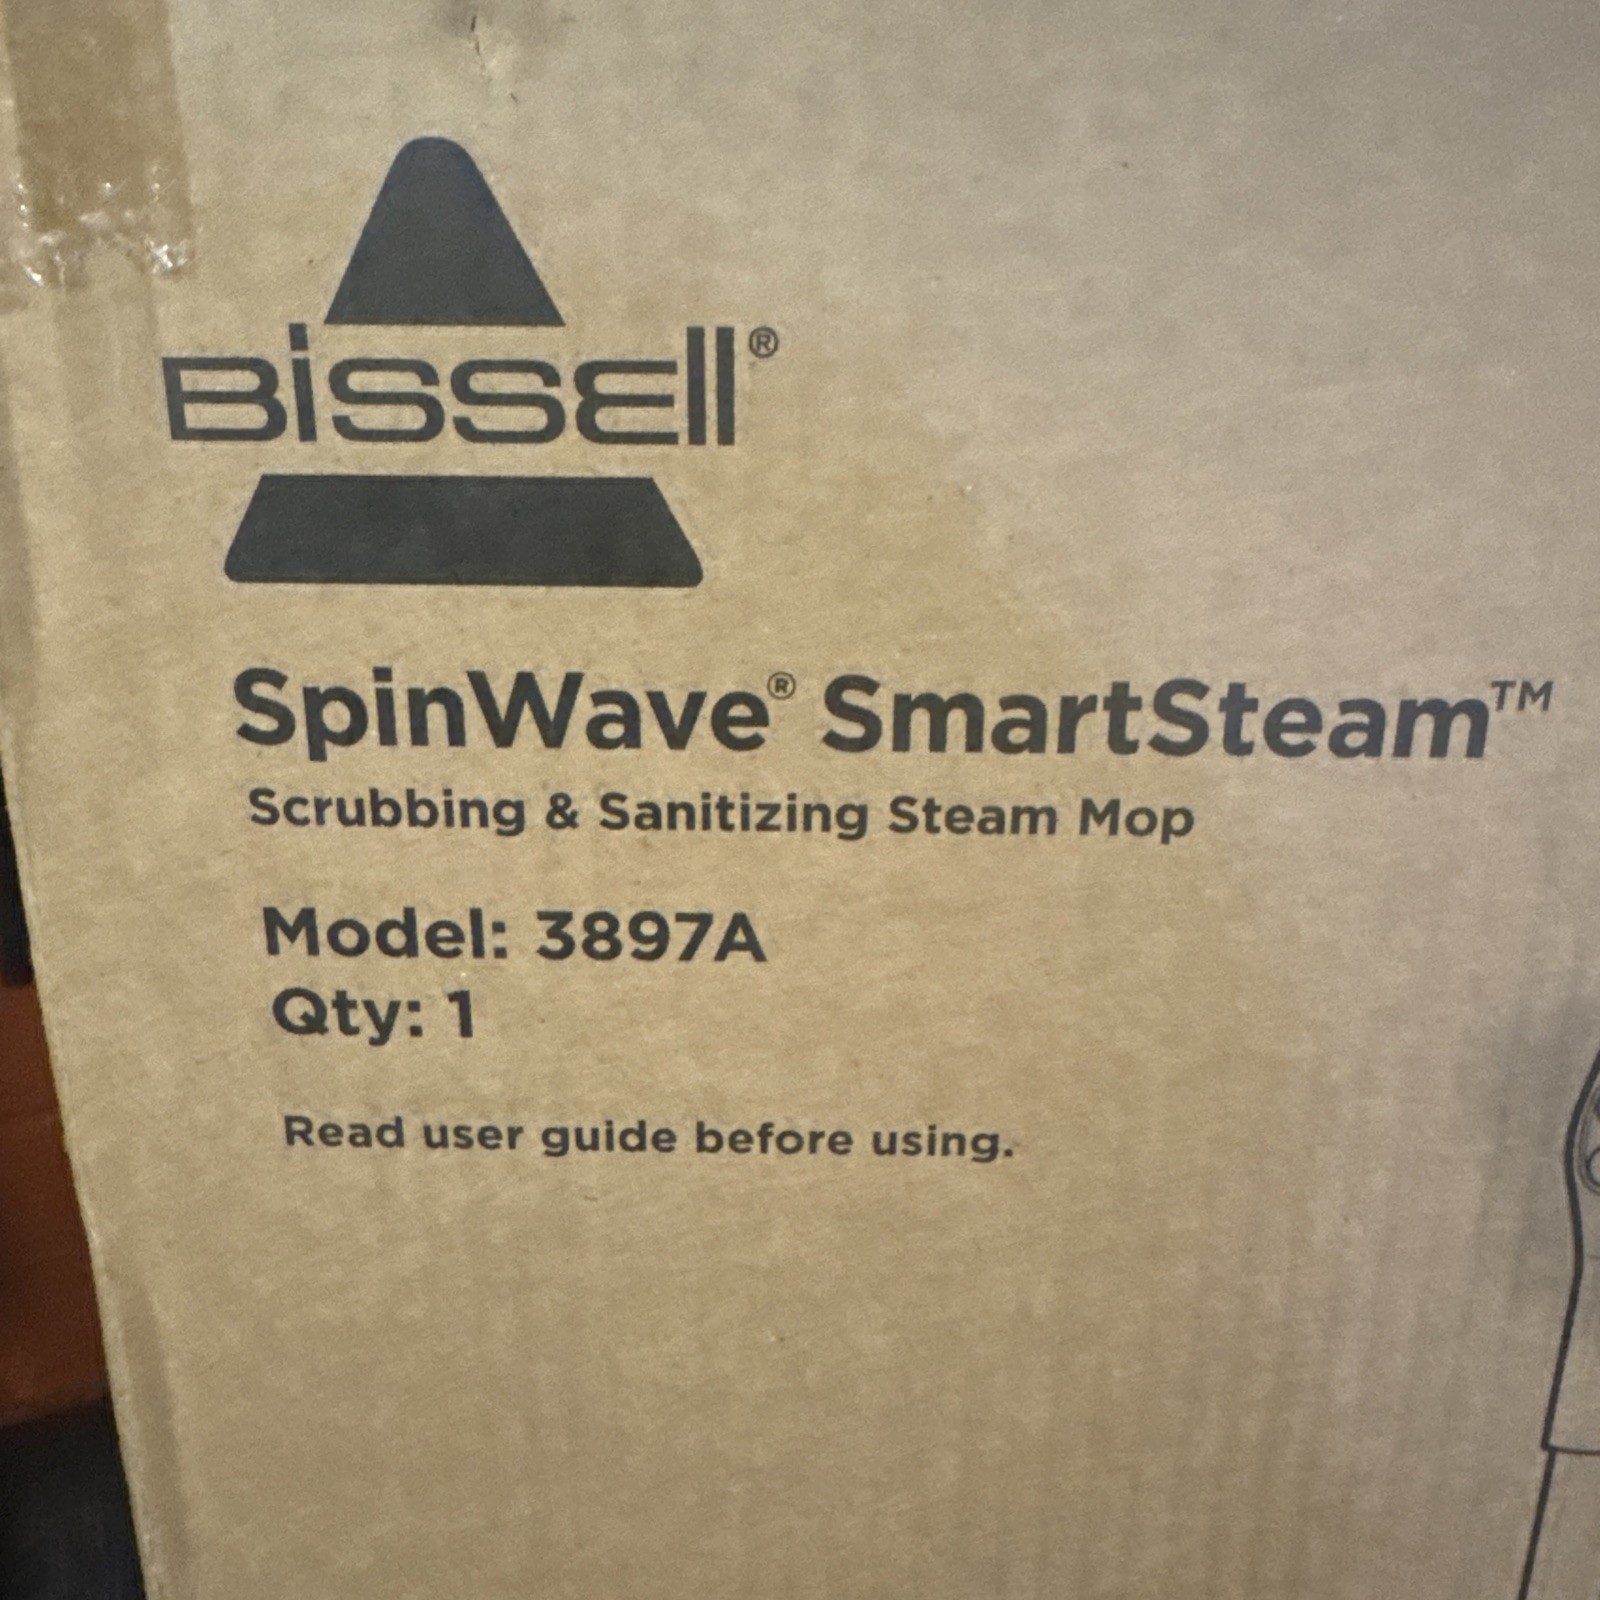 Bissell®
SpinWave® SmartSteam™
Scrubbing & Sanitizing Steam Mop
Model: 3897A
Qty: 1
Read user guide before using.